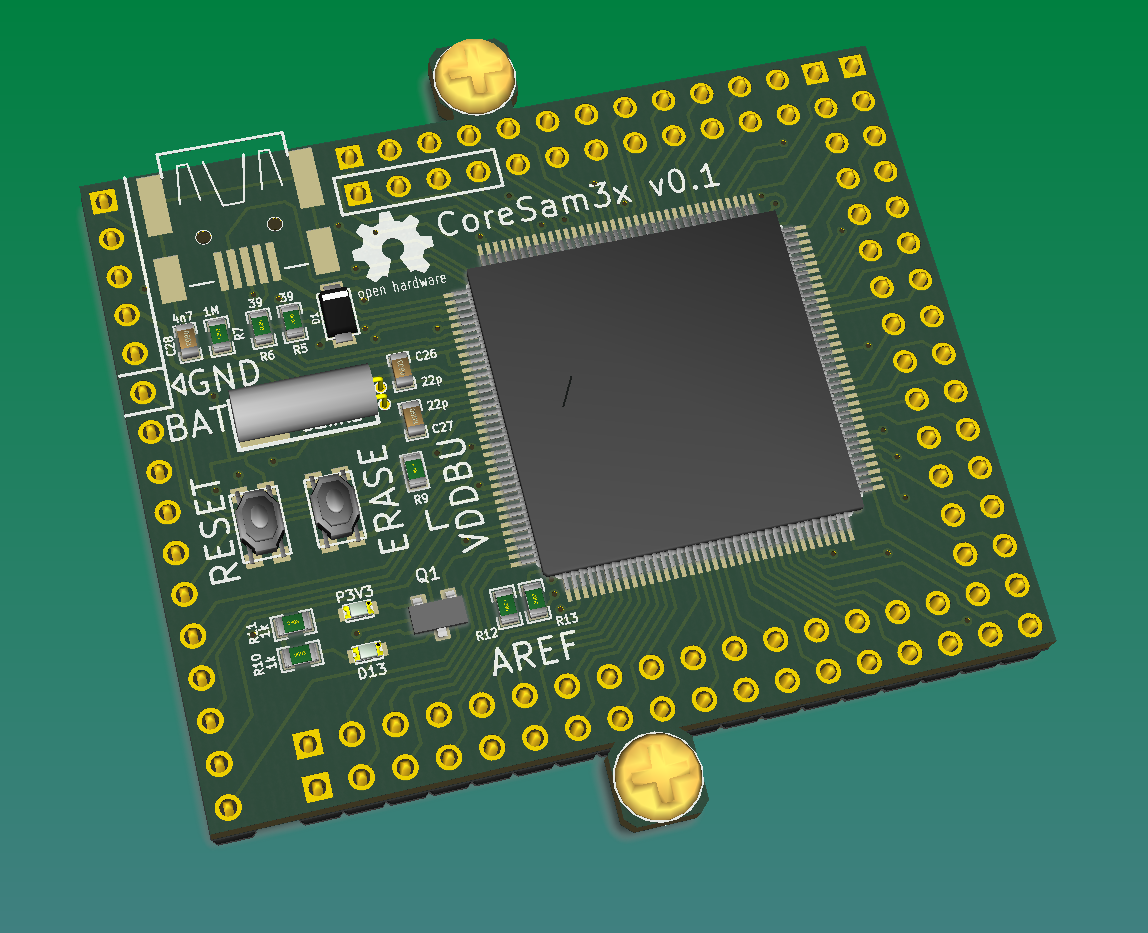 CoreSam3x v0.1
open hardware
4n7
1M
39
39
C28
R7
R6
R5
D1
C26
22p
22p
C27
GND
BAT
RESET
ERASE
R9
L
VDDBU
Q1
P3V3
R11
1k
R10
1k
D13
R12
R13
AREF